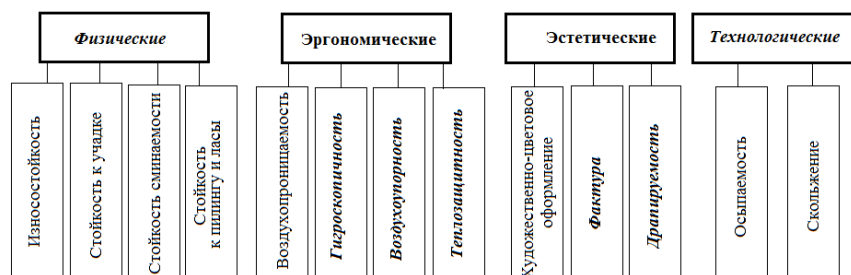 Физические
Эргономические
Эстетические
Технологические
Износостойкость
Стойкость к учадке
Стойкость сминаемости
Стойкость
к пилингу и ласы
Воздухопроницаемость
Гигроскопичность
Воздухоупорность
Теплозащитность
Художественно-цветовое
оформление
Фактура
Драпируемость
Осыпаемость
Скольжение